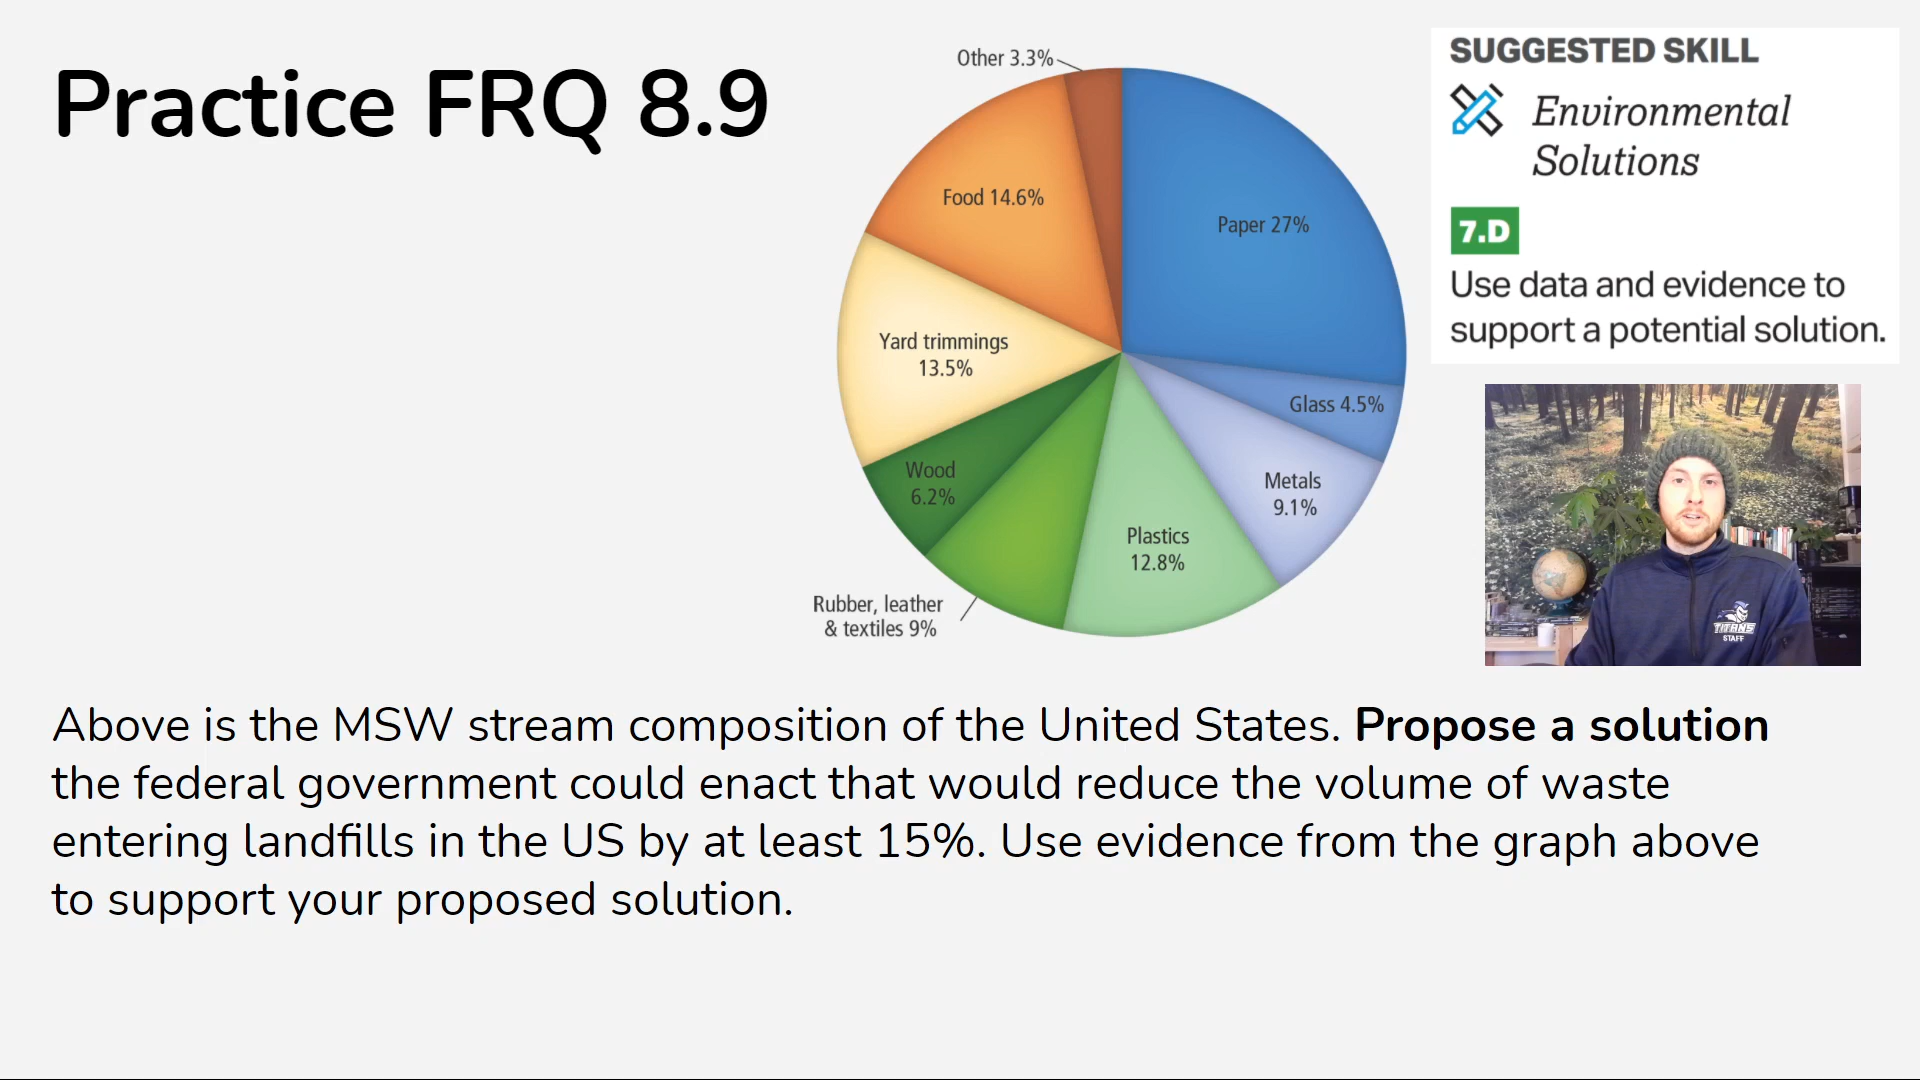 Practice FRQ 8.9
Other 3.3%
Food 14.6%
Paper 27%
Yard trimmings
13.5%
Glass 4.5%
Wood
6.2%
Metals
9.1%
Plastics
12.8%
Rubber, leather
& textiles 9%
SUGGESTED SKILL
Environmental
Solutions
7.D
Use data and evidence to
support a potential solution.
TITANS
STAFF
Above is the MSW stream composition of the United States. Propose a solution
the federal government could enact that would reduce the volume of waste
entering landfills in the US by at least 15%. Use evidence from the graph above
to support your proposed solution.